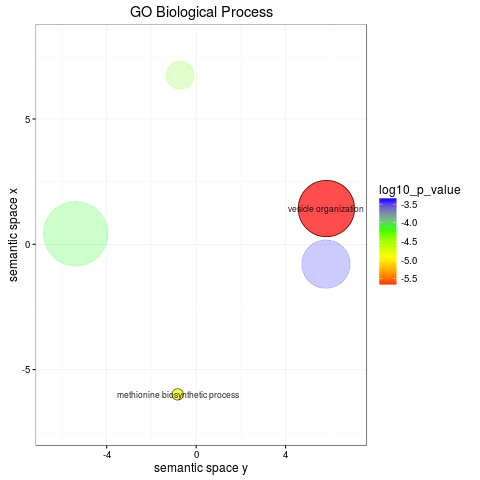 GO Biological Process
semantic space x
5
0
-5
vesicle organization
methionine biosynthetic process
-4
0
4
semantic space y
log10_p_value
-3.5
-4.0
-4.5
-5.0
-5.5